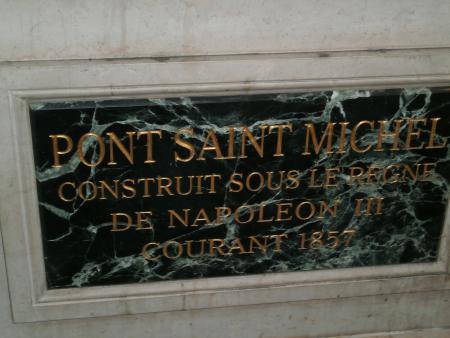 PONT SAINT MICHEL
CONSTRUIT SOUS LE REGNE
DE NAPOLEON III
COURANT 1857